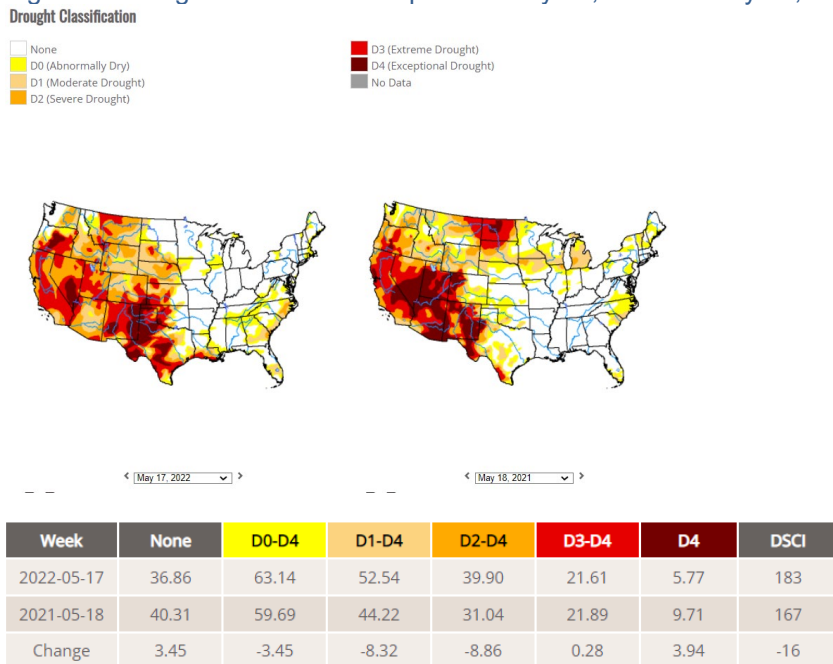 Drought Classification
None
D0 (Abnormally Dry)
D1 (Moderate Drought)
D2 (Severe Drought)
D3 (Extreme Drought)
D4 (Exceptional Drought)
No Data
< May 17, 2022 >
< May 18, 2021 >
Week None D0-D4 D1-D4 D2-D4 D3-D4 D4 DSCI
2022-05-17 36.86 63.14 52.54 39.90 21.61 5.77 183
2021-05-18 40.31 59.69 44.22 31.04 21.89 9.71 167
Change 3.45 -3.45 -8.32 -8.86 0.28 3.94 -16